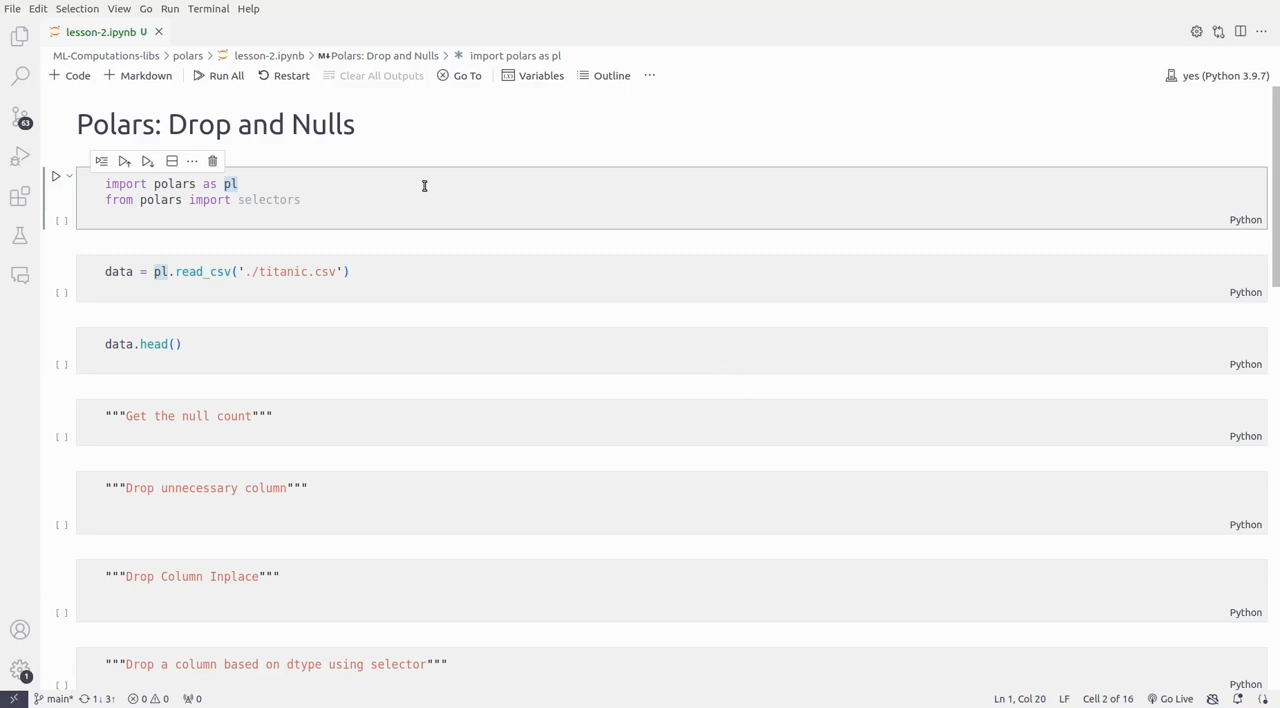 File Edit Selection View Go Run Terminal Help
lesson-2.ipynb U
ML-Computations-libs > polars > lesson-2.ipynb > M↓Polars: Drop and Nulls > import polars as pl
+ Code + Markdown Run All Restart Clear All Outputs Go To Variables Outline ... yes (Python 3.9.7)
Polars: Drop and Nulls
import polars as pl
from polars import selectors
[ ] Python
data = pl.read_csv('./titanic.csv')
[ ] Python
data.head()
[ ] Python
"""Get the null count"""
[ ] Python
"""Drop unnecessary column"""
[ ] Python
"""Drop Column Inplace"""
[ ] Python
"""Drop a column based on dtype using selector"""
[ ] Python
63
1
main* 1↓ 3↑ 0 0 0 Ln 1, Col 20 LF Cell 2 of 16 Go Live